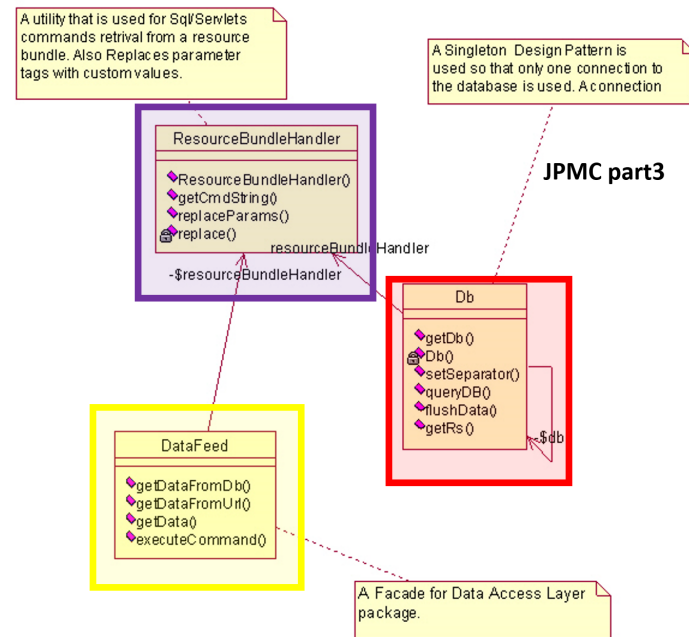 A utility that is used for Sql/Servlets
commands retrival from a resource
bundle. Also Replaces parameter
tags with custom values.
A Singleton Design Pattern is
used so that only one connection to
the database is used. A connection
JPMC part3
ResourceBundleHandler
ResourceBundleHandler()
getCmdString()
replaceParams()
replace()
resourceBundleHandler
-$resourceBundleHandler
Db
getDb()
Db()
setSeparator()
queryDB()
flushData()
getRs()
-$db
DataFeed
getDataFromDb()
getDataFromUrl()
getData()
executeCommand()
A Facade for Data Access Layer
package.